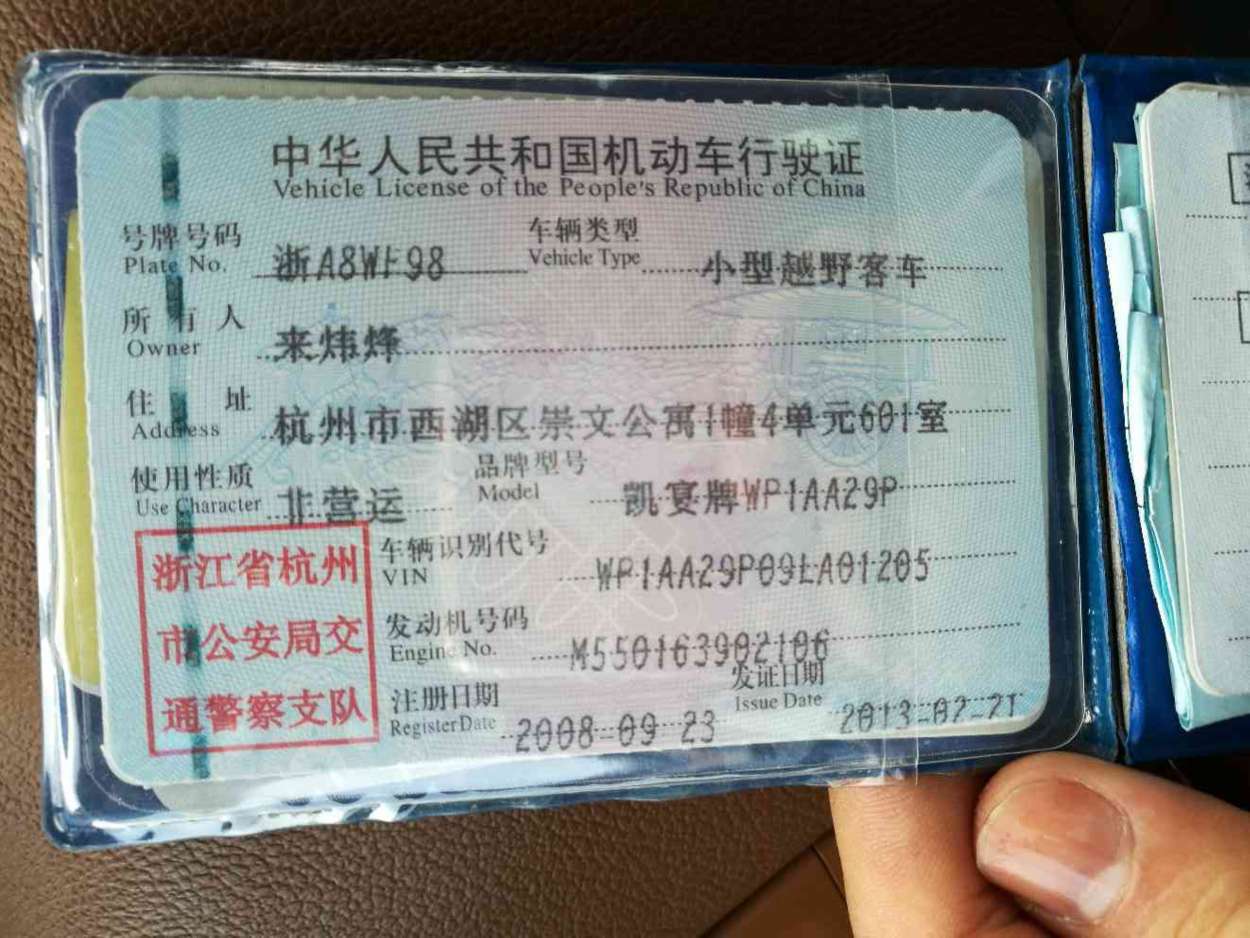 中华人民共和国机动车行驶证
Vehicle License of the People's Republic of China
号牌号码 浙A8WF98 车辆类型 小型越野客车
Plate No. Vehicle Type
所有人 来炜烽
Owner
住址 杭州市西湖区崇文公寓1幢4单元601室
Address
使用性质 非营运 品牌型号 凯宴牌WP1AA29P
Use Character Model
浙江省杭州
市公安局交
通警察支队
车辆识别代号 WP1AA29P09LA01205
VIN
发动机号码 M550163902106
Engine No.
注册日期 2008-09-23 发证日期 2013-02-21
Register Date Issue Date